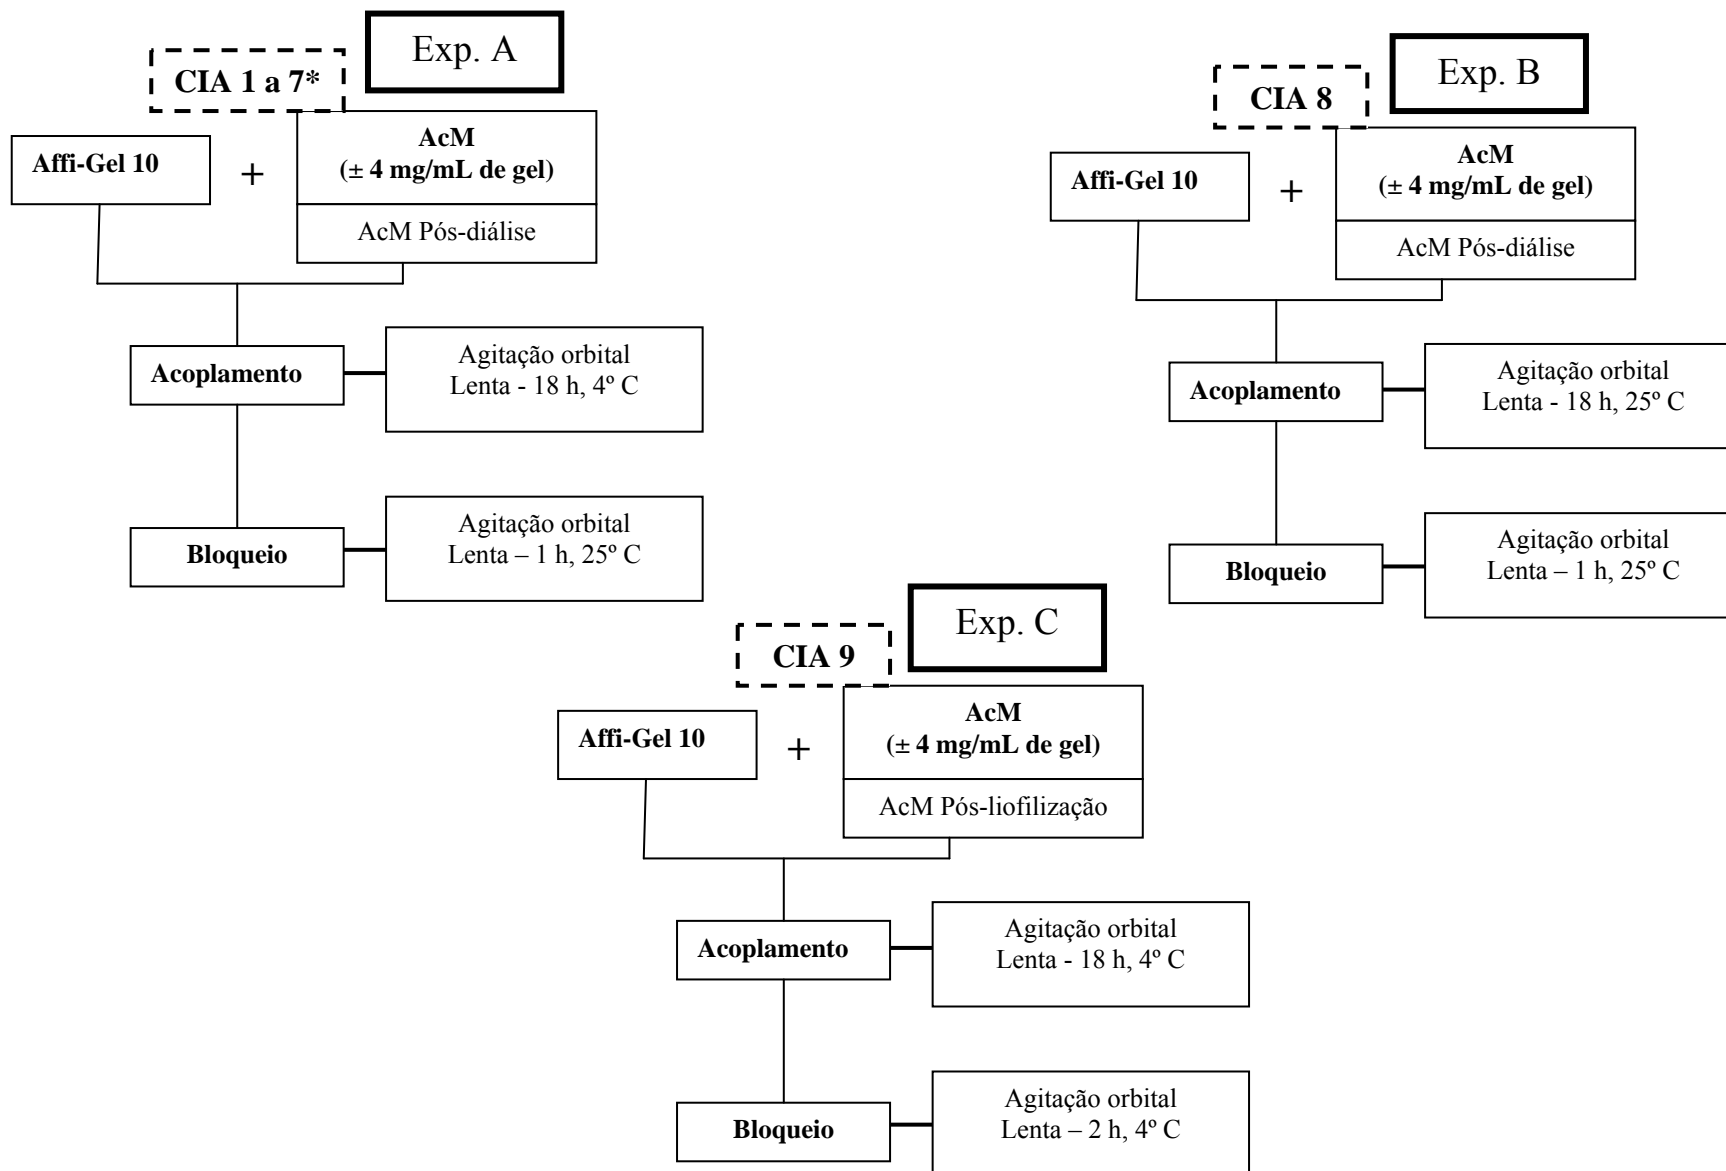 Exp. A
CIA 1 a 7*
Affi-Gel 10
+
AcM
(± 4 mg/mL de gel)
AcM Pós-diálise
Acoplamento
Agitação orbital
Lenta - 18 h, 4º C
Bloqueio
Agitação orbital
Lenta – 1 h, 25º C
Exp. B
CIA 8
Affi-Gel 10
+
AcM
(± 4 mg/mL de gel)
AcM Pós-diálise
Acoplamento
Agitação orbital
Lenta - 18 h, 25º C
Bloqueio
Agitação orbital
Lenta – 1 h, 25º C
Exp. C
CIA 9
Affi-Gel 10
+
AcM
(± 4 mg/mL de gel)
AcM Pós-liofilização
Acoplamento
Agitação orbital
Lenta - 18 h, 4º C
Bloqueio
Agitação orbital
Lenta – 2 h, 4º C